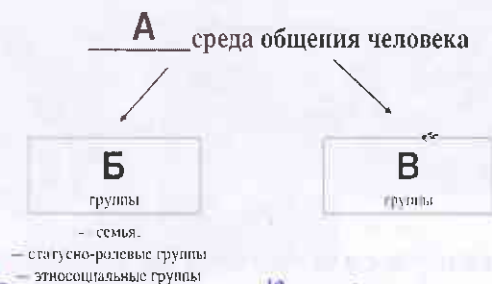 А
среда общения человека
Б
В
группы
группы
- семья.
– статусно-ролевые группы
– этносоциальные группы